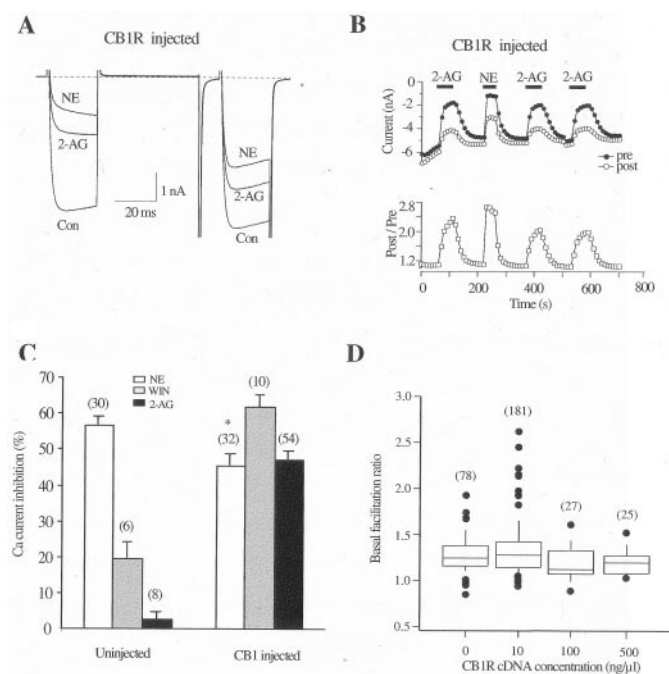 A
CB1R injected
NE
2-AG
Con
1 nA
20 ms
NE
2-AG
Con
B
CB1R injected
2-AG NE 2-AG 2-AG
Current (nA)
0
-2
-4
-6
pre
post
Post / Pre
2.8
2.0
1.2
0 200 400 600 800
Time (s)
C
Ca current inhibition (%)
70
60
50
40
30
20
10
0
NE
WIN
2-AG
(30)
(6)
(8)
*
(32)
(10)
(54)
Uninjected CB1 injected
D
Basal facilitation ratio
3.0
2.5
2.0
1.5
1.0
0.5
(78)
(181)
(27)
(25)
0 10 100 500
CB1R cDNA concentration (ng/µl)